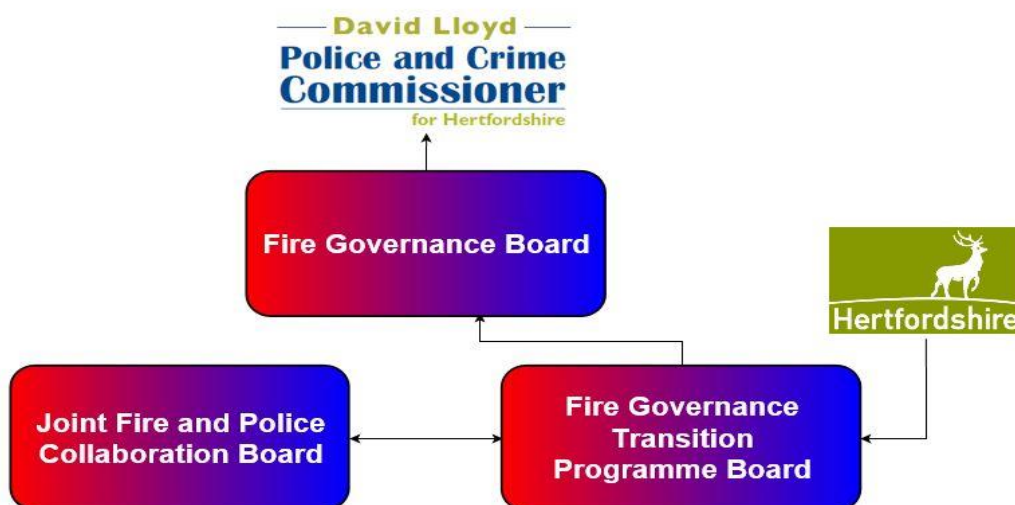 David Lloyd
Police and Crime
Commissioner
for Hertfordshire
Fire Governance Board
Hertfordshire
Joint Fire and Police
Collaboration Board
Fire Governance
Transition
Programme Board